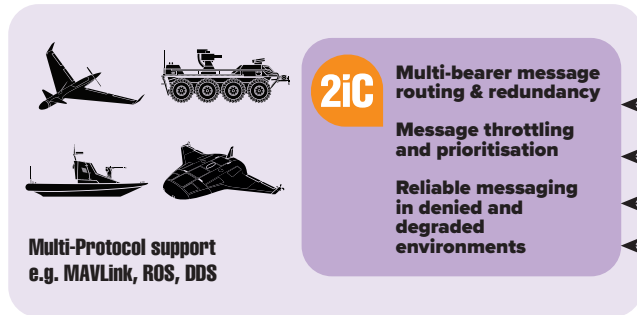 2iC
Multi-bearer message
routing & redundancy
Message throttling
and prioritisation
Reliable messaging
in denied and
degraded
environments
Multi-Protocol support
e.g. MAVLink, ROS, DDS